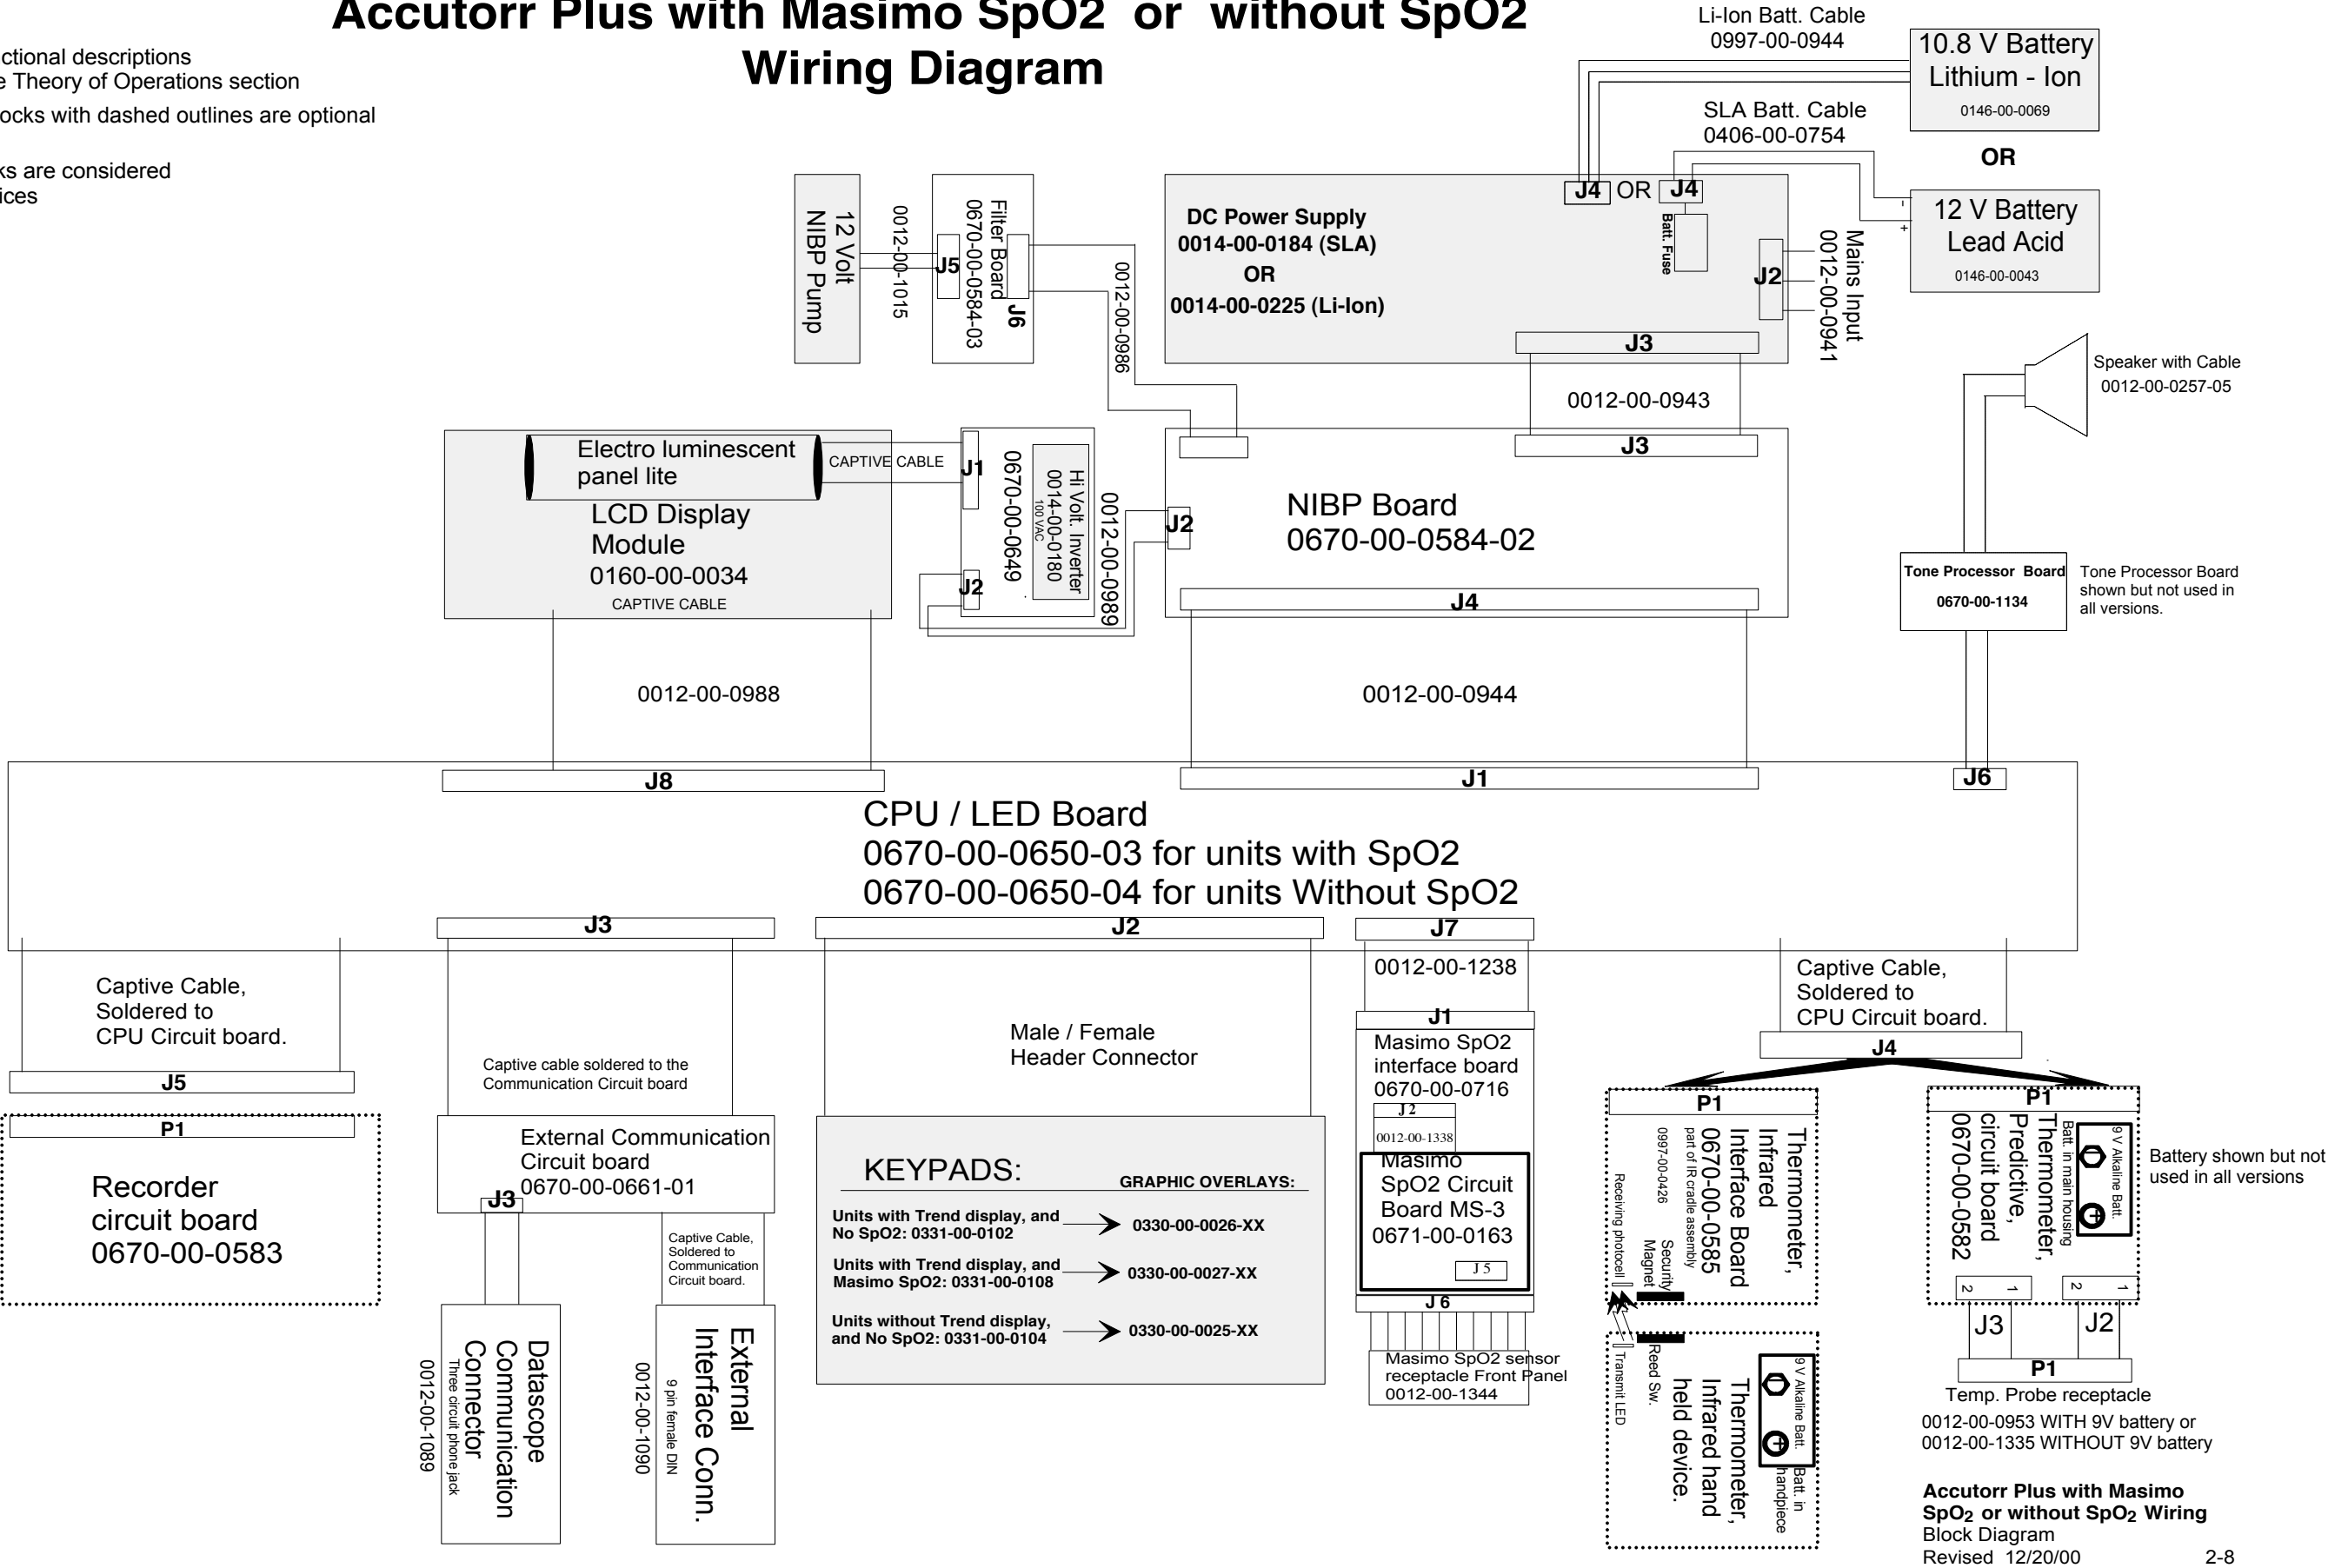 Accutorr Plus with Masimo SpO2 or without SpO2
Wiring Diagram
ctional descriptions
e Theory of Operations section
ocks with dashed outlines are optional
ks are considered
ices
Li-Ion Batt. Cable
0997-00-0944
10.8 V Battery
Lithium - Ion
0146-00-0069
OR
SLA Batt. Cable
0406-00-0754
12 V Battery
Lead Acid
0146-00-0043
-
+
12 Volt
NIBP Pump
0012-00-1015
Filter Board
0670-00-0584-03
J5
J6
0012-00-0986
DC Power Supply
0014-00-0184 (SLA)
OR
0014-00-0225 (Li-Ion)
J4 OR J4
Batt. Fuse
J2
Mains Input
0012-00-0941
J3
0012-00-0943
J3
Speaker with Cable
0012-00-0257-05
Electro luminescent
panel lite
CAPTIVE CABLE
LCD Display
Module
0160-00-0034
CAPTIVE CABLE
J1
J2
0670-00-0649
Hi Volt. Inverter
0014-00-0180
100 VAC
0012-00-0989
J2
NIBP Board
0670-00-0584-02
J4
Tone Processor Board
0670-00-1134
Tone Processor Board
shown but not used in
all versions.
0012-00-0988
0012-00-0944
J8
J1
J6
CPU / LED Board
0670-00-0650-03 for units with SpO2
0670-00-0650-04 for units Without SpO2
J3
J2
J7
Captive Cable,
Soldered to
CPU Circuit board.
J5
P1
Recorder
circuit board
0670-00-0583
Captive cable soldered to the
Communication Circuit board
External Communication
Circuit board
0670-00-0661-01
J3
Captive Cable,
Soldered to
Communication
Circuit board.
Datascope
Communication
Connector
Three circuit phone jack
0012-00-1089
External
Interface Conn.
9 pin female DIN
0012-00-1090
Male / Female
Header Connector
KEYPADS:
GRAPHIC OVERLAYS:
Units with Trend display, and
No SpO2: 0331-00-0102
0330-00-0026-XX
Units with Trend display, and
Masimo SpO2: 0331-00-0108
0330-00-0027-XX
Units without Trend display,
and No SpO2: 0331-00-0104
0330-00-0025-XX
0012-00-1238
J1
Masimo SpO2
interface board
0670-00-0716
J 2
0012-00-1338
Masimo
SpO2 Circuit
Board MS-3
0671-00-0163
J 5
J 6
Masimo SpO2 sensor
receptacle Front Panel
0012-00-1344
Captive Cable,
Soldered to
CPU Circuit board.
J4
P1
Thermometer,
Infrared
Interface Board
0670-00-0585
part of IR cradle assembly
0997-00-0426
Security
Magnet
Receiving photocell
Reed Sw.
Transmit LED
Thermometer,
Infrared hand
held device.
9 V Alkaline Batt.
Batt. in
handpiece
P1
9 V Alkaline Batt.
Batt. in main housing
Thermometer,
Predictive,
circuit board
0670-00-0582
Battery shown but not
used in all versions
2 1
2 1
J3
J2
P1
Temp. Probe receptacle
0012-00-0953 WITH 9V battery or
0012-00-1335 WITHOUT 9V battery
Accutorr Plus with Masimo
SpO2 or without SpO2 Wiring
Block Diagram
Revised 12/20/00 2-8